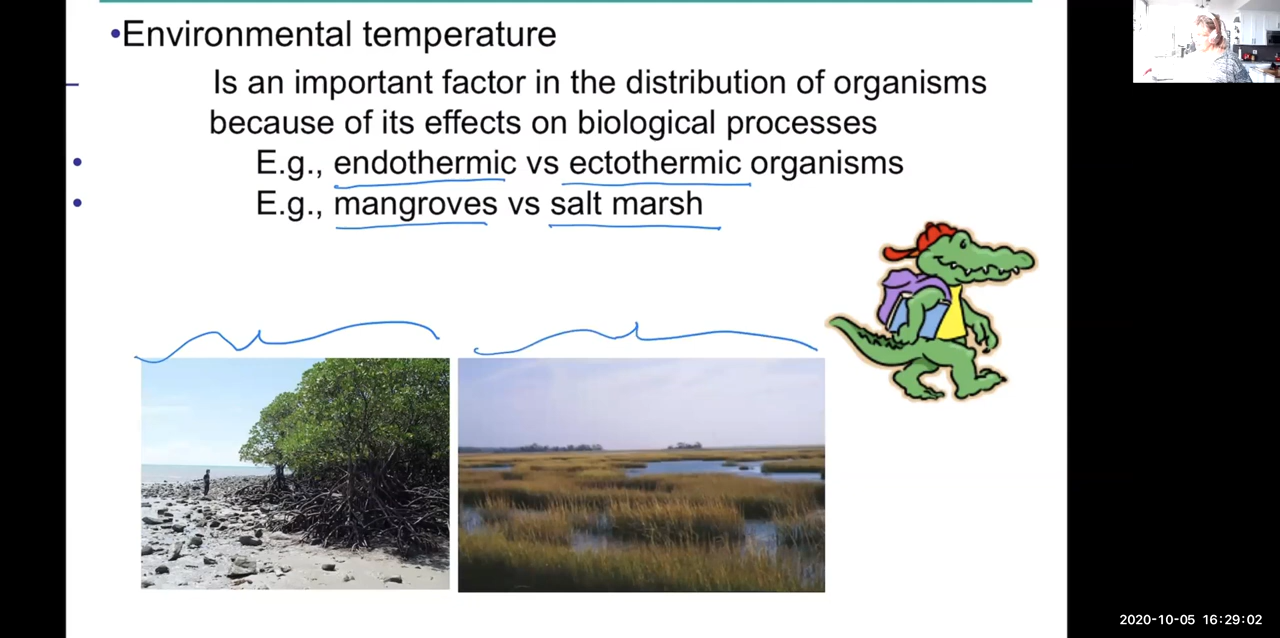 •Environmental temperature
– Is an important factor in the distribution of organisms
because of its effects on biological processes
• E.g., endothermic vs ectothermic organisms
• E.g., mangroves vs salt marsh
2020-10-05 16:29:02